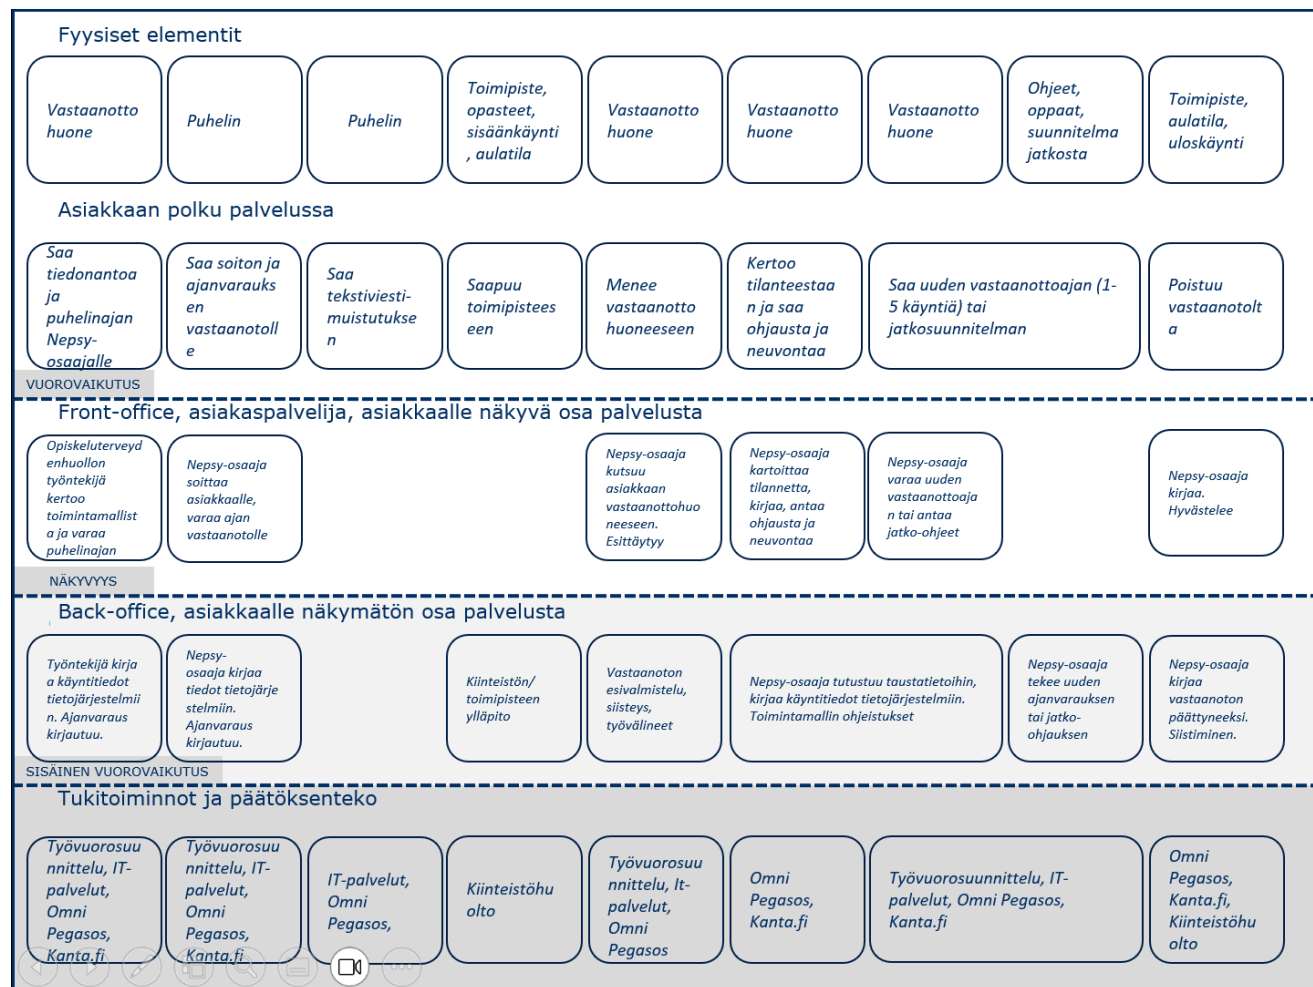 Fyysiset elementit
Vastaanotto
huone
Puhelin
Puhelin
Toimipiste,
opasteet,
sisäänkäynti
, aulatila
Vastaanotto
huone
Vastaanotto
huone
Vastaanotto
huone
Ohjeet,
oppaat,
suunnitelma
jatkosta
Toimipiste,
aulatila,
uloskäynti
Asiakkaan polku palvelussa
Saa
tiedonantoa
ja
puhelinajan
Nepsy-
osaajalle
Saa soiton ja
ajanvarauks
en
vastaanotoll
e
Saa
tekstiviesti-
muistutukse
n
Saapuu
toimipistees
een
Menee
vastaanotto
huoneeseen
Kertoo
tilanteestaa
n ja saa
ohjausta ja
neuvontaa
Saa uuden vastaanottoajan (1-
5 käyntiä) tai
jatkosuunnitelman
Poistuu
vastaanotolt
a
VUOROVAIKUTUS
Front-office, asiakaspalvelija, asiakkaalle näkyvä osa palvelusta
Opiskeluterveyd
enhuollon
työntekijä
kertoo
toimintamallist
a ja varaa
puhelinajan
Nepsy-osaaja
soittaa
asiakkaalle,
varaa ajan
vastaanotolle
Nepsy-osaaja
kutsuu
asiakkaan
vastaanottohuo
neeseen.
Esittäytyy
Nepsy-osaaja
kartoittaa
tilannetta,
kirjaa, antaa
ohjausta ja
neuvontaa
Nepsy-osaaja
varaa uuden
vastaanottoaja
n tai antaa
jatko-ohjeet
Nepsy-osaaja
kirjaa.
Hyvästelee
NÄKYVYYS
Back-office, asiakkaalle näkymätön osa palvelusta
Työntekijä kirja
a käyntitiedot
tietojärjestelmii
n. Ajanvaraus
kirjautuu.
Nepsy-
osaaja kirjaa
tiedot tietojärje
stelmiin.
Ajanvaraus
kirjautuu.
Kiinteistön/
toimipisteen
ylläpito
Vastaanoton
esivalmistelu,
siisteys,
työvälineet
Nepsy-osaaja tutustuu taustatietoihin,
kirjaa käyntitiedot tietojärjestelmiin.
Toimintamallin ohjeistukset
Nepsy-osaaja
tekee uuden
ajanvarauksen
tai jatko-
ohjauksen
Nepsy-osaaja
kirjaa
vastaanoton
päättyneeksi.
Siistiminen.
SISÄINEN VUOROVAIKUTUS
Tukitoiminnot ja päätöksenteko
Työvuorosuu
nnittelu, IT-
palvelut,
Omni
Pegasos,
Kanta.fi
Työvuorosuu
nnittelu, IT-
palvelut,
Omni
Pegasos,
Kanta.fi
IT-palvelut,
Omni
Pegasos,
Kiinteistöhu
olto
Työvuorosuu
nnittelu, It-
palvelut,
Omni
Pegasos
Omni
Pegasos,
Kanta.fi
Työvuorosuunnittelu, IT-
palvelut, Omni Pegasos,
Kanta.fi
Omni
Pegasos,
Kanta.fi,
Kiinteistöhu
olto